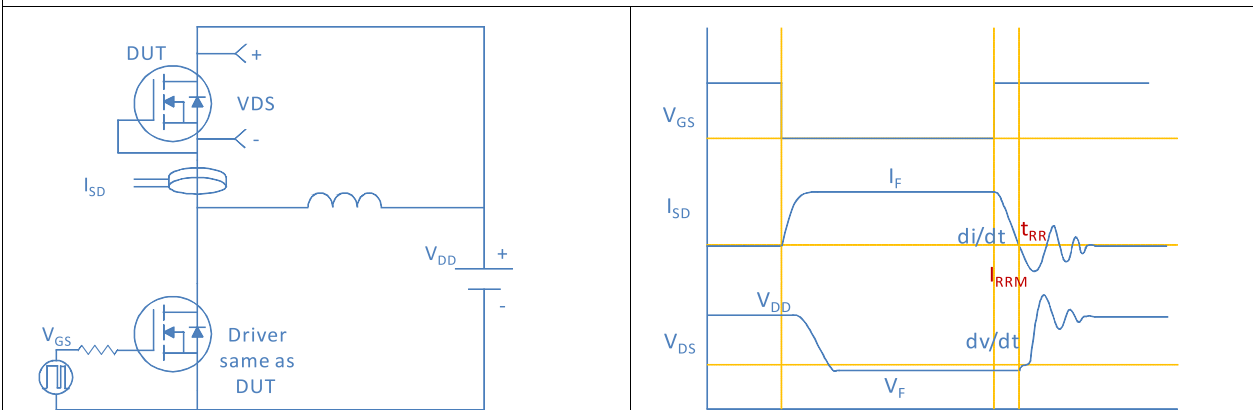 DUT
+
VDS
-
ISD
VDD
+
-
VGS
Driver
same as
DUT
VGS
IF
ISD
di/dt
tRR
IRRM
VDD
VDS
dv/dt
VF